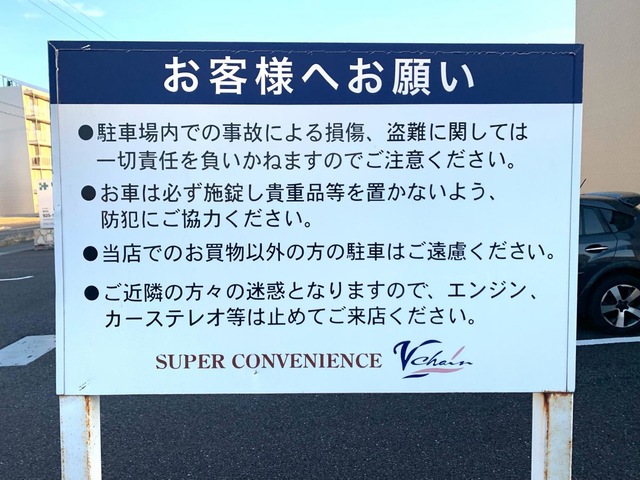 お客様へお願い
●駐車場内での事故による損傷、盗難に関しては
一切責任を負いかねますのでご注意ください。
●お車は必ず施錠し貴重品等を置かないよう、
防犯にご協力ください。
●当店でのお買物以外の方の駐車はご遠慮ください。
●ご近隣の方々の迷惑となりますので、エンジン、
カーステレオ等は止めてご来店ください。
SUPER CONVENIENCE Vchain